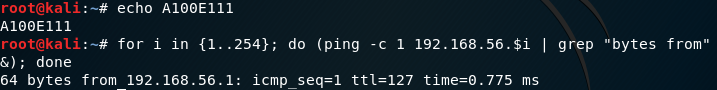 root@kali:~# echo A100E111
A100E111
root@kali:~# for i in {1..254}; do (ping -c 1 192.168.56.$i | grep "bytes from"
&); done
64 bytes from 192.168.56.1: icmp_seq=1 ttl=127 time=0.775 ms